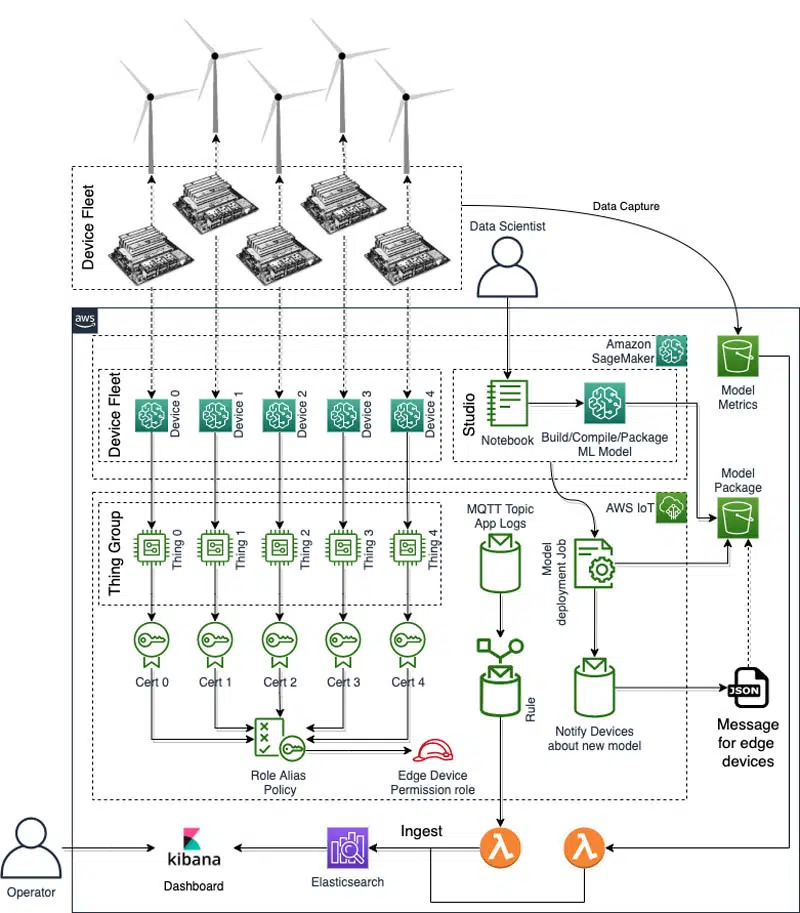 Device Fleet
Data Capture
Data Scientist
aws
Amazon
SageMaker
Device Fleet
Device 0
Device 1
Device 2
Device 3
Device 4
Studio
Notebook
Build/Compile/Package
ML Model
Model
Metrics
Model
Package
AWS IoT
MQTT Topic
App Logs
Model
deployment Job
Thing Group
Thing 0
Thing 1
Thing 2
Thing 3
Thing 4
Cert 0
Cert 1
Cert 2
Cert 3
Cert 4
Rule
Notify Devices
about new model
JSON
Message
for edge
devices
Role Alias
Policy
Edge Device
Permission role
Operator
kibana
Dashboard
Elasticsearch
Ingest
λ
λ